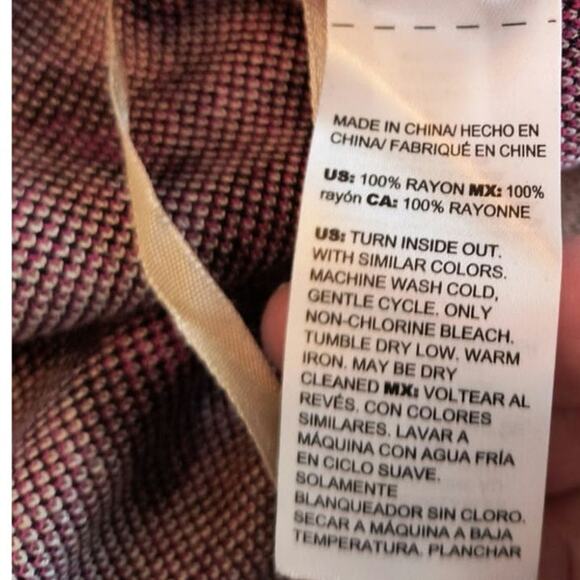 MADE IN CHINA/ HECHO EN
CHINA/ FABRIQUÉ EN CHINE
US: 100% RAYON MX: 100%
rayón CA: 100% RAYONNE
US: TURN INSIDE OUT.
WITH SIMILAR COLORS.
MACHINE WASH COLD,
GENTLE CYCLE. ONLY
NON-CHLORINE BLEACH.
TUMBLE DRY LOW. WARM
IRON. MAY BE DRY
CLEANED MX: VOLTEAR AL
REVÉS. CON COLORES
SIMILARES. LAVAR A
MÁQUINA CON AGUA FRÍA
EN CICLO SUAVE.
SOLAMENTE
BLANQUEADOR SIN CLORO.
SECAR A MÁQUINA A BAJA
TEMPERATURA. PLANCHAR